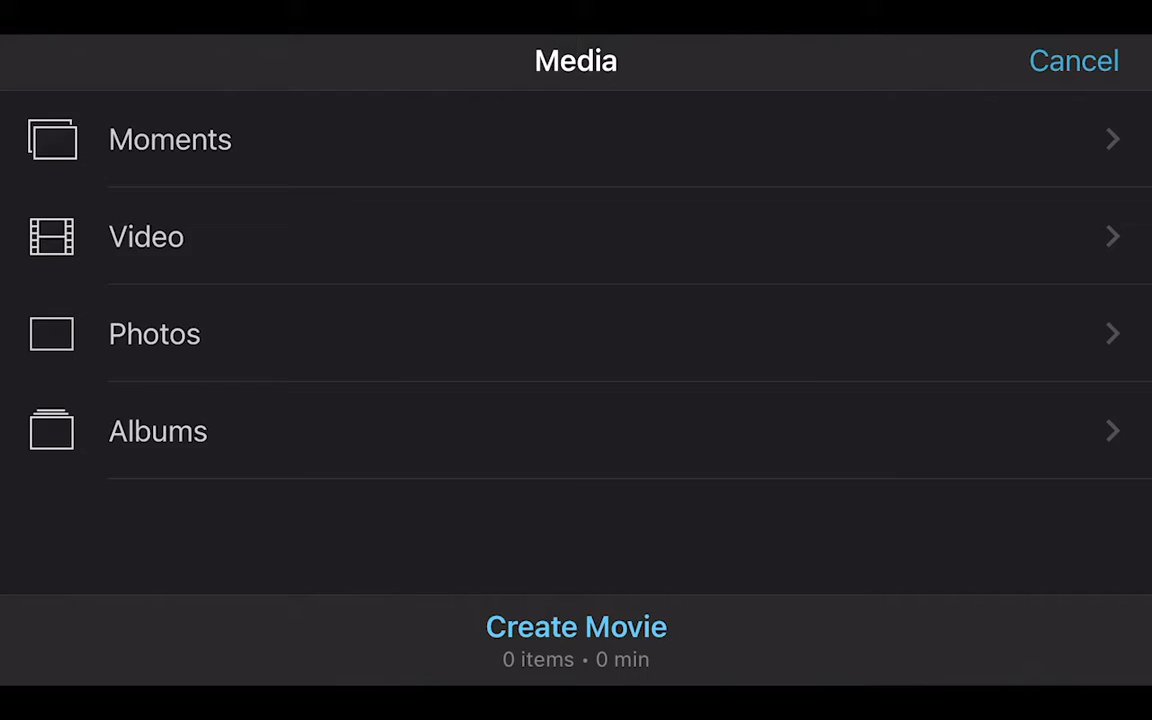 Media
Cancel
Moments
Video
Photos
Albums
Create Movie
0 items • 0 min